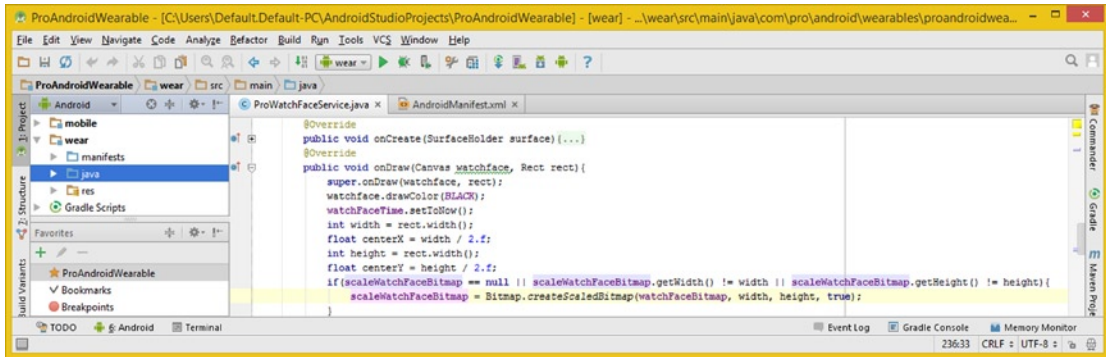 ProAndroidWearable - [C:\Users\Default.Default-PC\AndroidStudioProjects\ProAndroidWearable] - [wear] - ...\wear\src\main\java\com\pro\android\wearables\proandroidwea...
File Edit View Navigate Code Analyze Refactor Build Run Tools VCS Window Help
wear
ProAndroidWearable wear src main java
1: Project
Android
ProWatchFaceService.java AndroidManifest.xml
mobile
wear
manifests
java
res
Gradle Scripts
7: Structure
Favorites
ProAndroidWearable
Bookmarks
Breakpoints
Build Variants
@Override
public void onCreate(SurfaceHolder surface){...}
@Override
public void onDraw(Canvas watchface, Rect rect){
super.onDraw(watchface, rect);
watchface.drawColor(BLACK);
watchFaceTime.setToNow();
int width = rect.width();
float centerX = width / 2.f;
int height = rect.width();
float centerY = height / 2.f;
if(scaleWatchFaceBitmap == null || scaleWatchFaceBitmap.getWidth() != width || scaleWatchFaceBitmap.getHeight() != height){
scaleWatchFaceBitmap = Bitmap.createScaledBitmap(watchFaceBitmap, width, height, true);
}
Commander
Gradle
Maven Proje
TODO 6: Android Terminal Event Log Gradle Console Memory Monitor
236:33 CRLF UTF-8